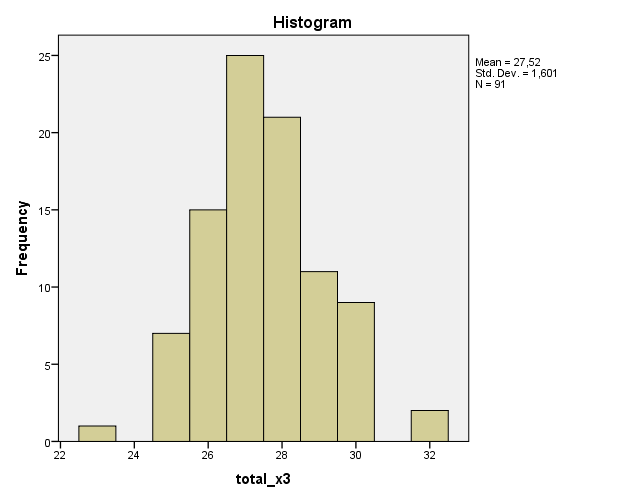 Histogram
Mean = 27,52
Std. Dev. = 1,601
N = 91
Frequency
25
20
15
10
5
0
22 24 26 28 30 32
total_x3